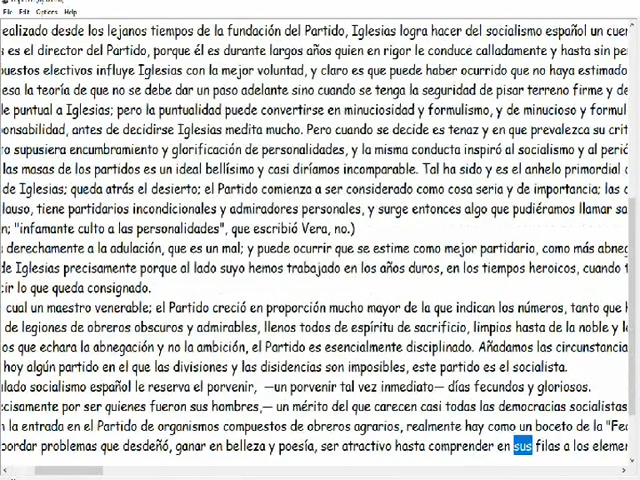 File Edit Options Help
ealizado desde los lejanos tiempos de la fundación del Partido, Iglesias logra hacer del socialismo español un cuer
s es el director del Partido, porque él es durante largos años quien en rigor le conduce calladamente y hasta sin pe
uestos electivos influye Iglesias con la mejor voluntad, y claro es que puede haber ocurrido que no haya estimado
esa la teoría de que no se debe dar un paso adelante sino cuando se tenga la seguridad de pisar terreno firme y de
le puntual a Iglesias; pero la puntualidad puede convertirse en minuciosidad y formulismo, y de minucioso y formul
onsabilidad, antes de decidirse Iglesias medita mucho. Pero cuando se decide es tenaz y en que prevalezca su crit
o supusiera encumbramiento y glorificación de personalidades, y la misma conducta inspiró al socialismo y al perió
las masas de los partidos es un ideal bellísimo y casi diríamos incomparable. Tal ha sido y es el anhelo primordial
de Iglesias; queda atrás el desierto; el Partido comienza a ser considerado como cosa seria y de importancia; las
lauso, tiene partidarios incondicionales y admiradores personales, y surge entonces algo que pudiéramos llamar sa
n; "infamante culto a las personalidades", que escribió Vera, no.)
derechamente a la adulación, que es un mal; y puede ocurrir que se estime como mejor partidario, como más abneg
de Iglesias precisamente porque al lado suyo hemos trabajado en los años duros, en los tiempos heroicos, cuando
cir lo que queda consignado.
cual un maestro venerable; el Partido creció en proporción mucho mayor de la que indican los números, tanto que
de legiones de obreros obscuros y admirables, llenos todos de espíritu de sacrificio, limpios hasta de la noble y
os que echara la abnegación y no la ambición, el Partido es esencialmente disciplinado. Añadamos las circunstancia
hoy algún partido en el que las divisiones y las disidencias son imposibles, este partido es el socialista.
lado socialismo español le reserva el porvenir, —un porvenir tal vez inmediato— días fecundos y gloriosos.
cisamente por ser quienes fueron sus hombres,— un mérito del que carecen casi todas las democracias socialistas
n la entrada en el Partido de organismos compuestos de obreros agrarios, realmente hay como un boceto de la "Fe
bordar problemas que desdeñó, ganar en belleza y poesía, ser atractivo hasta comprender en sus filas a los eleme